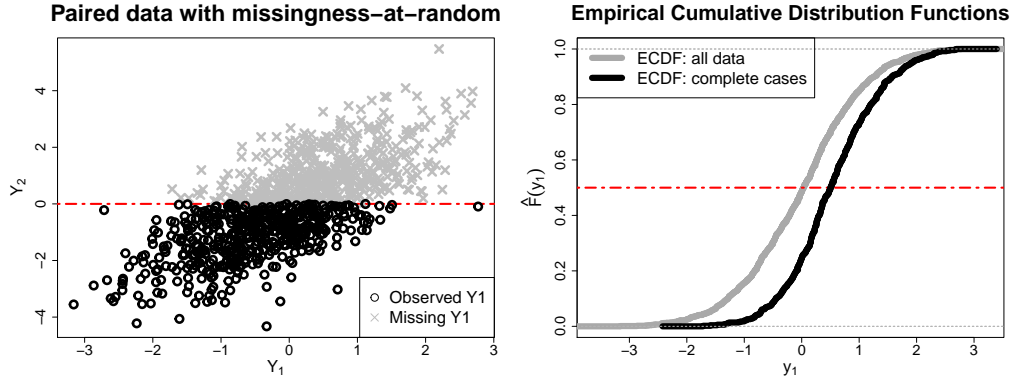 Paired data with missingness−at−random
Y2
4
2
0
−2
−4
Observed Y1
Missing Y1
−3
−2
−1
0
1
2
3
Y1
Empirical Cumulative Distribution Functions
ECDF: all data
ECDF: complete cases
F̂(y1)
1.0
0.8
0.6
0.4
0.2
0.0
−3
−2
−1
0
1
2
3
y1